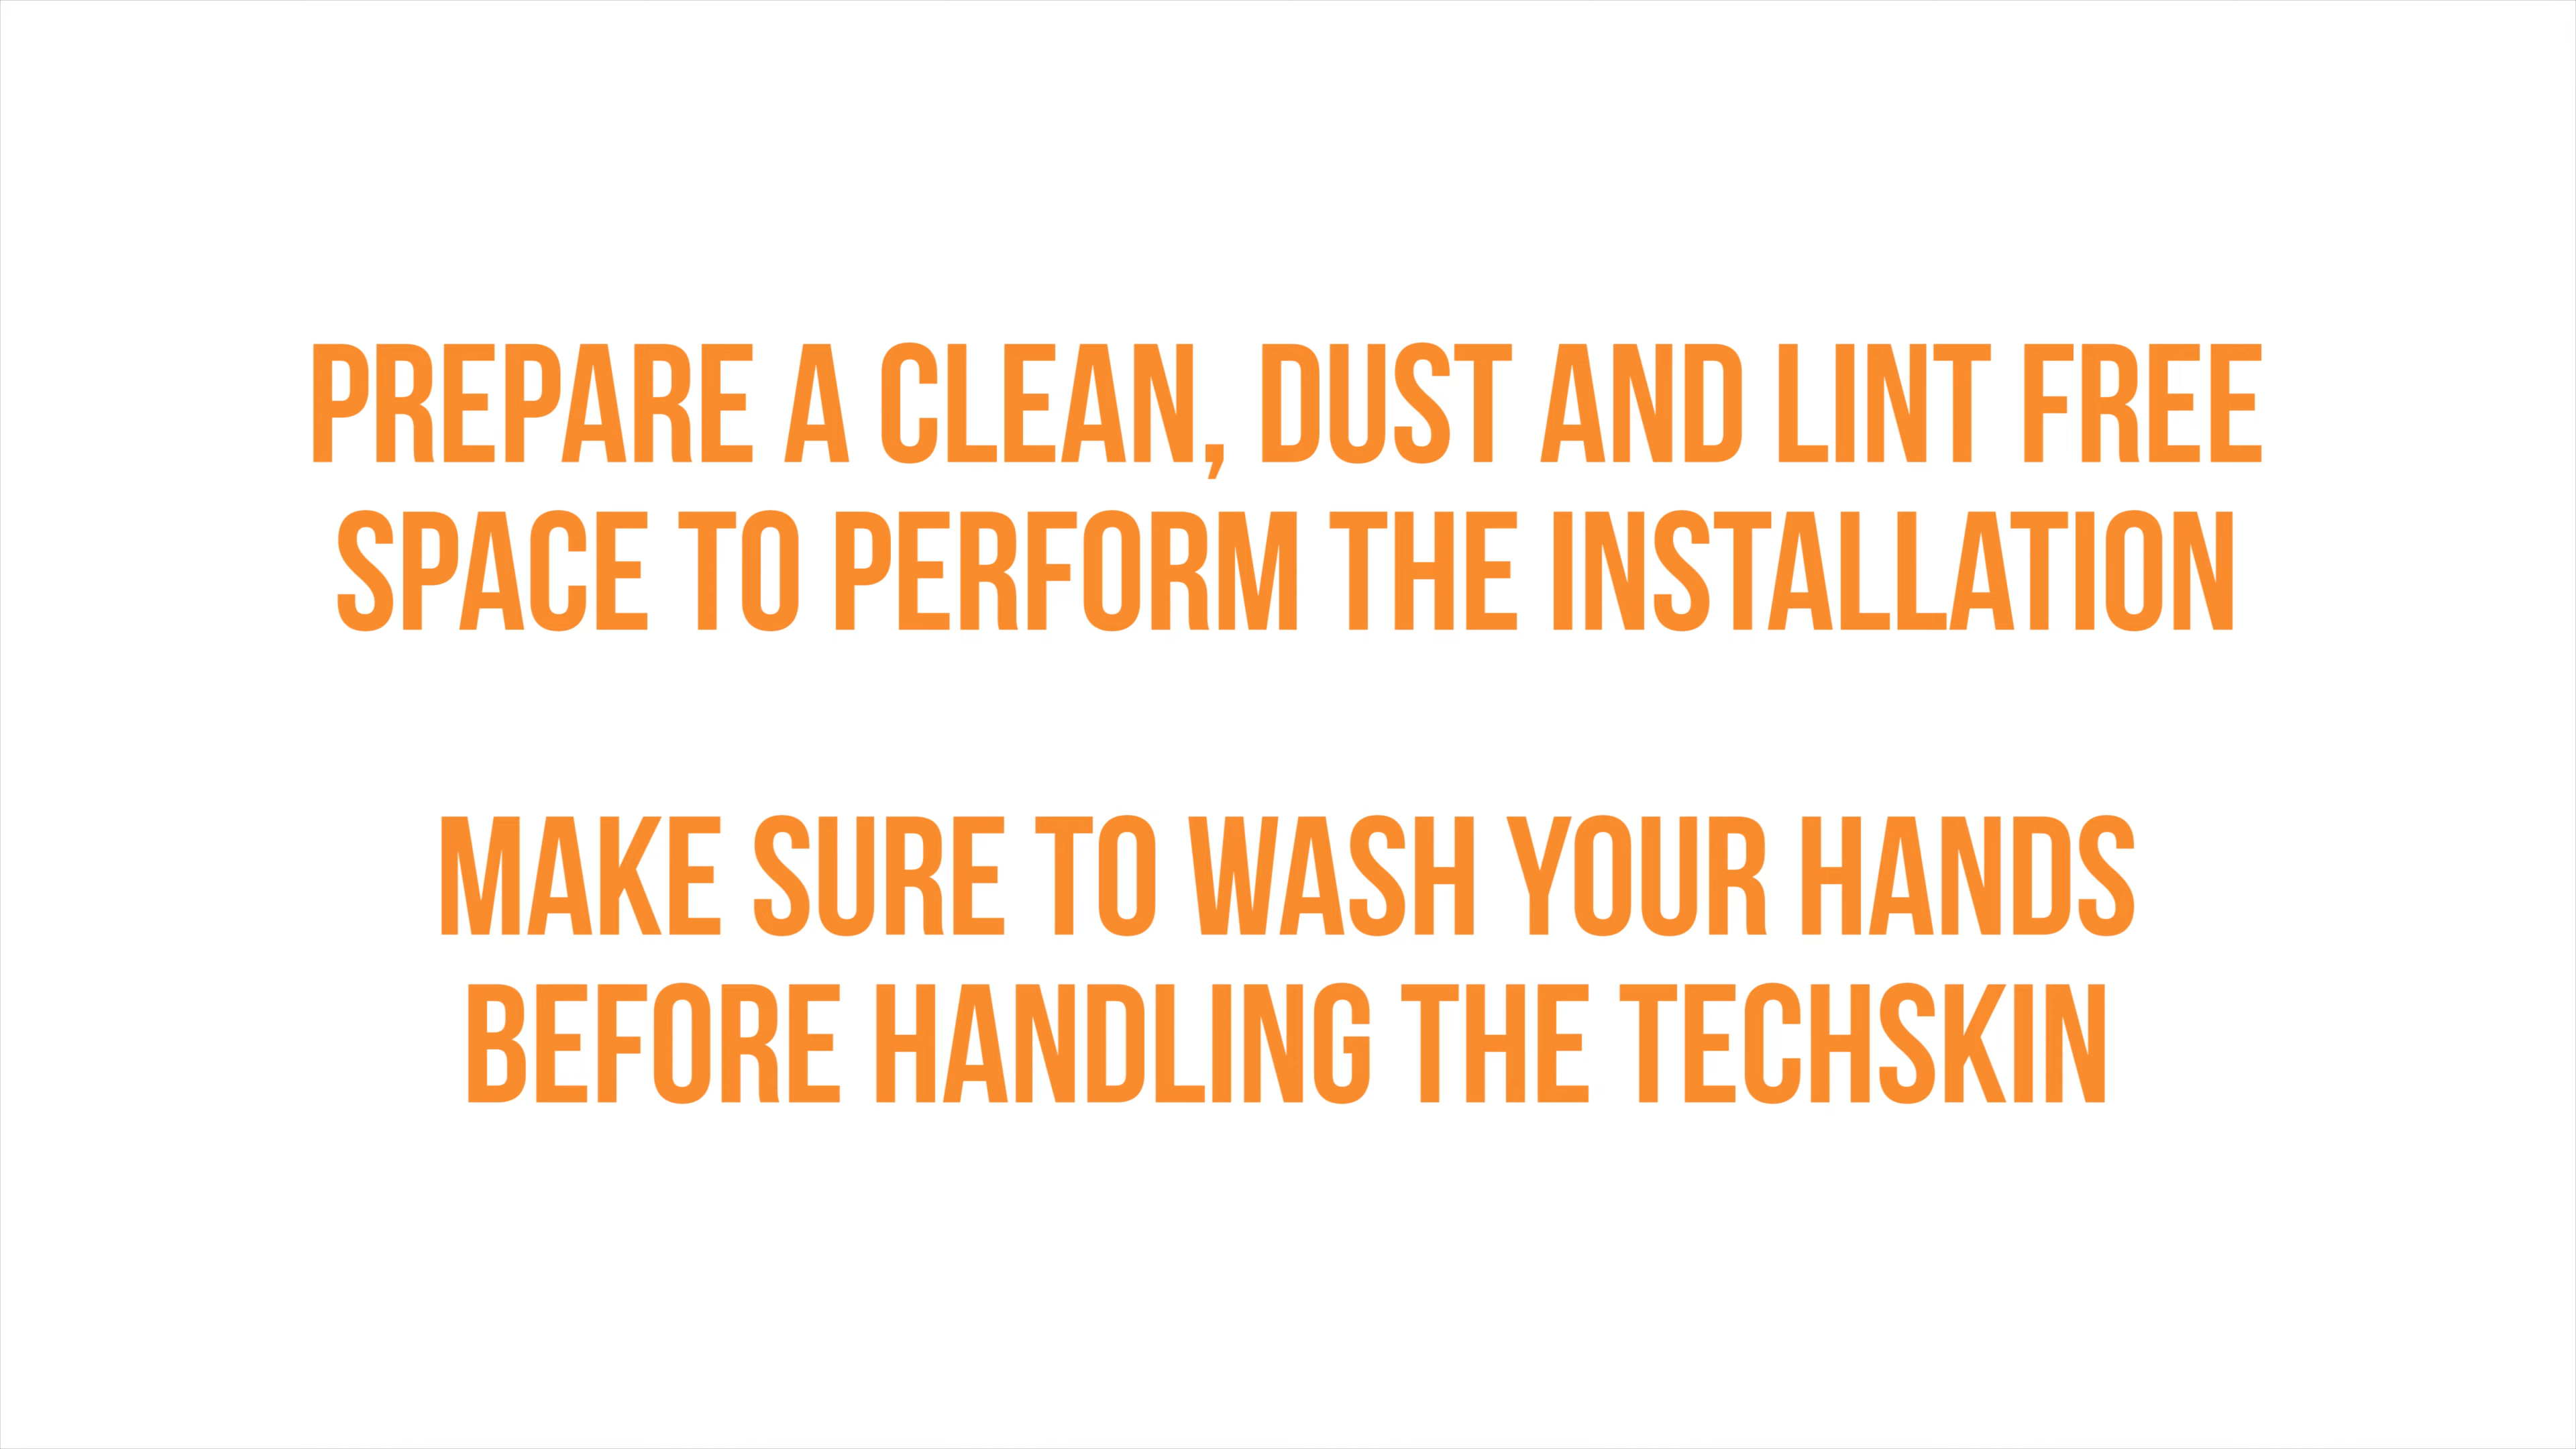 PREPARE A CLEAN, DUST AND LINT FREE
SPACE TO PERFORM THE INSTALLATION
MAKE SURE TO WASH YOUR HANDS
BEFORE HANDLING THE TECHSKIN